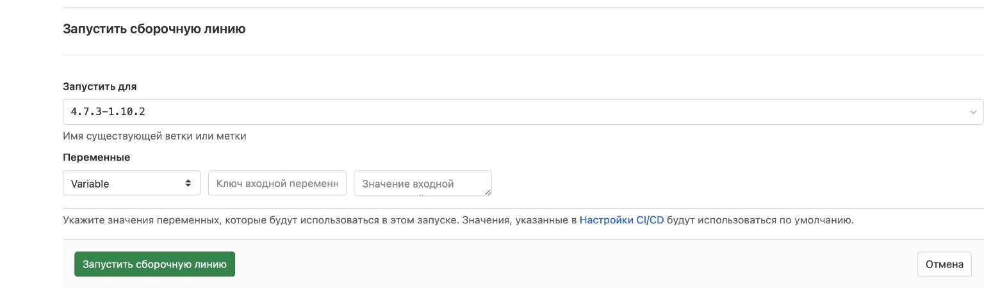 Запустить сборочную линию
Запустить для
4.7.3-1.10.2
Имя существующей ветки или метки
Переменные
Variable Ключ входной перемен Значение входной
Укажите значения переменных, которые будут использоваться в этом запуске. Значения, указанные в Настройки CI/CD будут использоваться по умолчанию.
Запустить сборочную линию Отмена